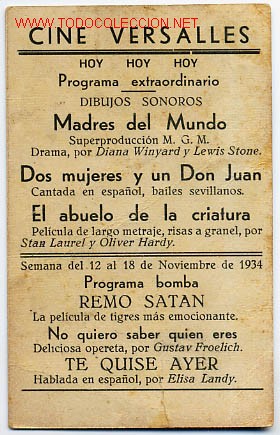 TODOCOLECCION.NET
www.todocoleccion.net
CINE VERSALLES
HOY HOY HOY
Programa extraordinario
DIBUJOS SONOROS
Madres del Mundo
Superproducción M. G. M.
Drama, por Diana Winyard y Lewis Stone.
Dos mujeres y un Don Juan
Cantada en español, bailes sevillanos.
El abuelo de la criatura
Película de largo metraje, risas a granel, por
Stan Laurel y Oliver Hardy.
Semana del 12 al 18 de Noviembre de 1934
Programa bomba
REMO SATAN
La película de tigres más emocionante.
No quiero saber quien eres
Deliciosa opereta, por Gustav Froelich.
TE QUISE AYER
Hablada en español, por Elisa Landy.